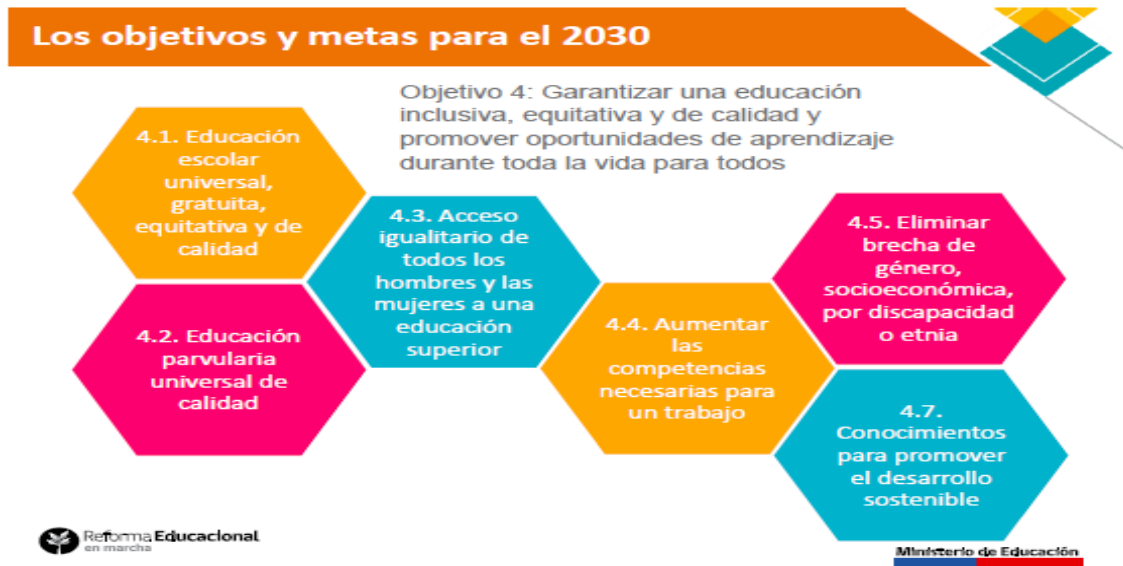 Los objetivos y metas para el 2030
Objetivo 4: Garantizar una educación
inclusiva, equitativa y de calidad y
promover oportunidades de aprendizaje
durante toda la vida para todos
4.1. Educación
escolar
universal,
gratuita,
equitativa y de
calidad
4.2. Educación
parvularia
universal de
calidad
4.3. Acceso
igualitario de
todos los
hombres y las
mujeres a una
educación
superior
4.4. Aumentar
las
competencias
necesarias para
un trabajo
4.5. Eliminar
brecha de
género,
socioeconómica,
por discapacidad
o etnia
4.7.
Conocimientos
para promover
el desarrollo
sostenible
Reforma Educacional
en marcha
Ministerio de Educación